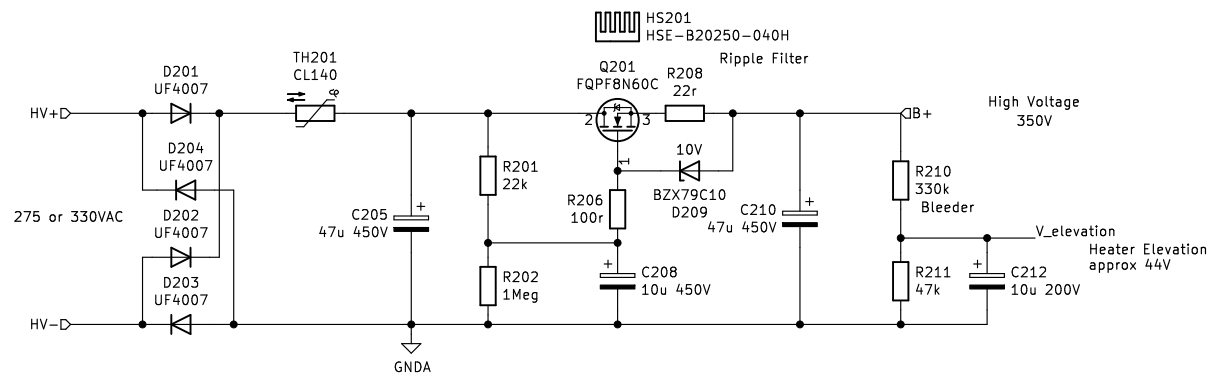 HS201
HSE-B20250-040H
Ripple Filter
D201
UF4007
TH201
CL140
Q201
FQPF8N60C
R208
22r
High Voltage
350V
HV+
θ
2
3
B+
D204
UF4007
R201
22k
1
10V
BZX79C10
D209
R210
330k
Bleeder
275 or 330VAC
D202
UF4007
C205
47u 450V
+
R206
100r
C210
47u 450V
+
V_elevation
Heater Elevation
approx 44V
D203
UF4007
R202
1Meg
+
C208
10u 450V
R211
47k
+
C212
10u 200V
HV-
GNDA